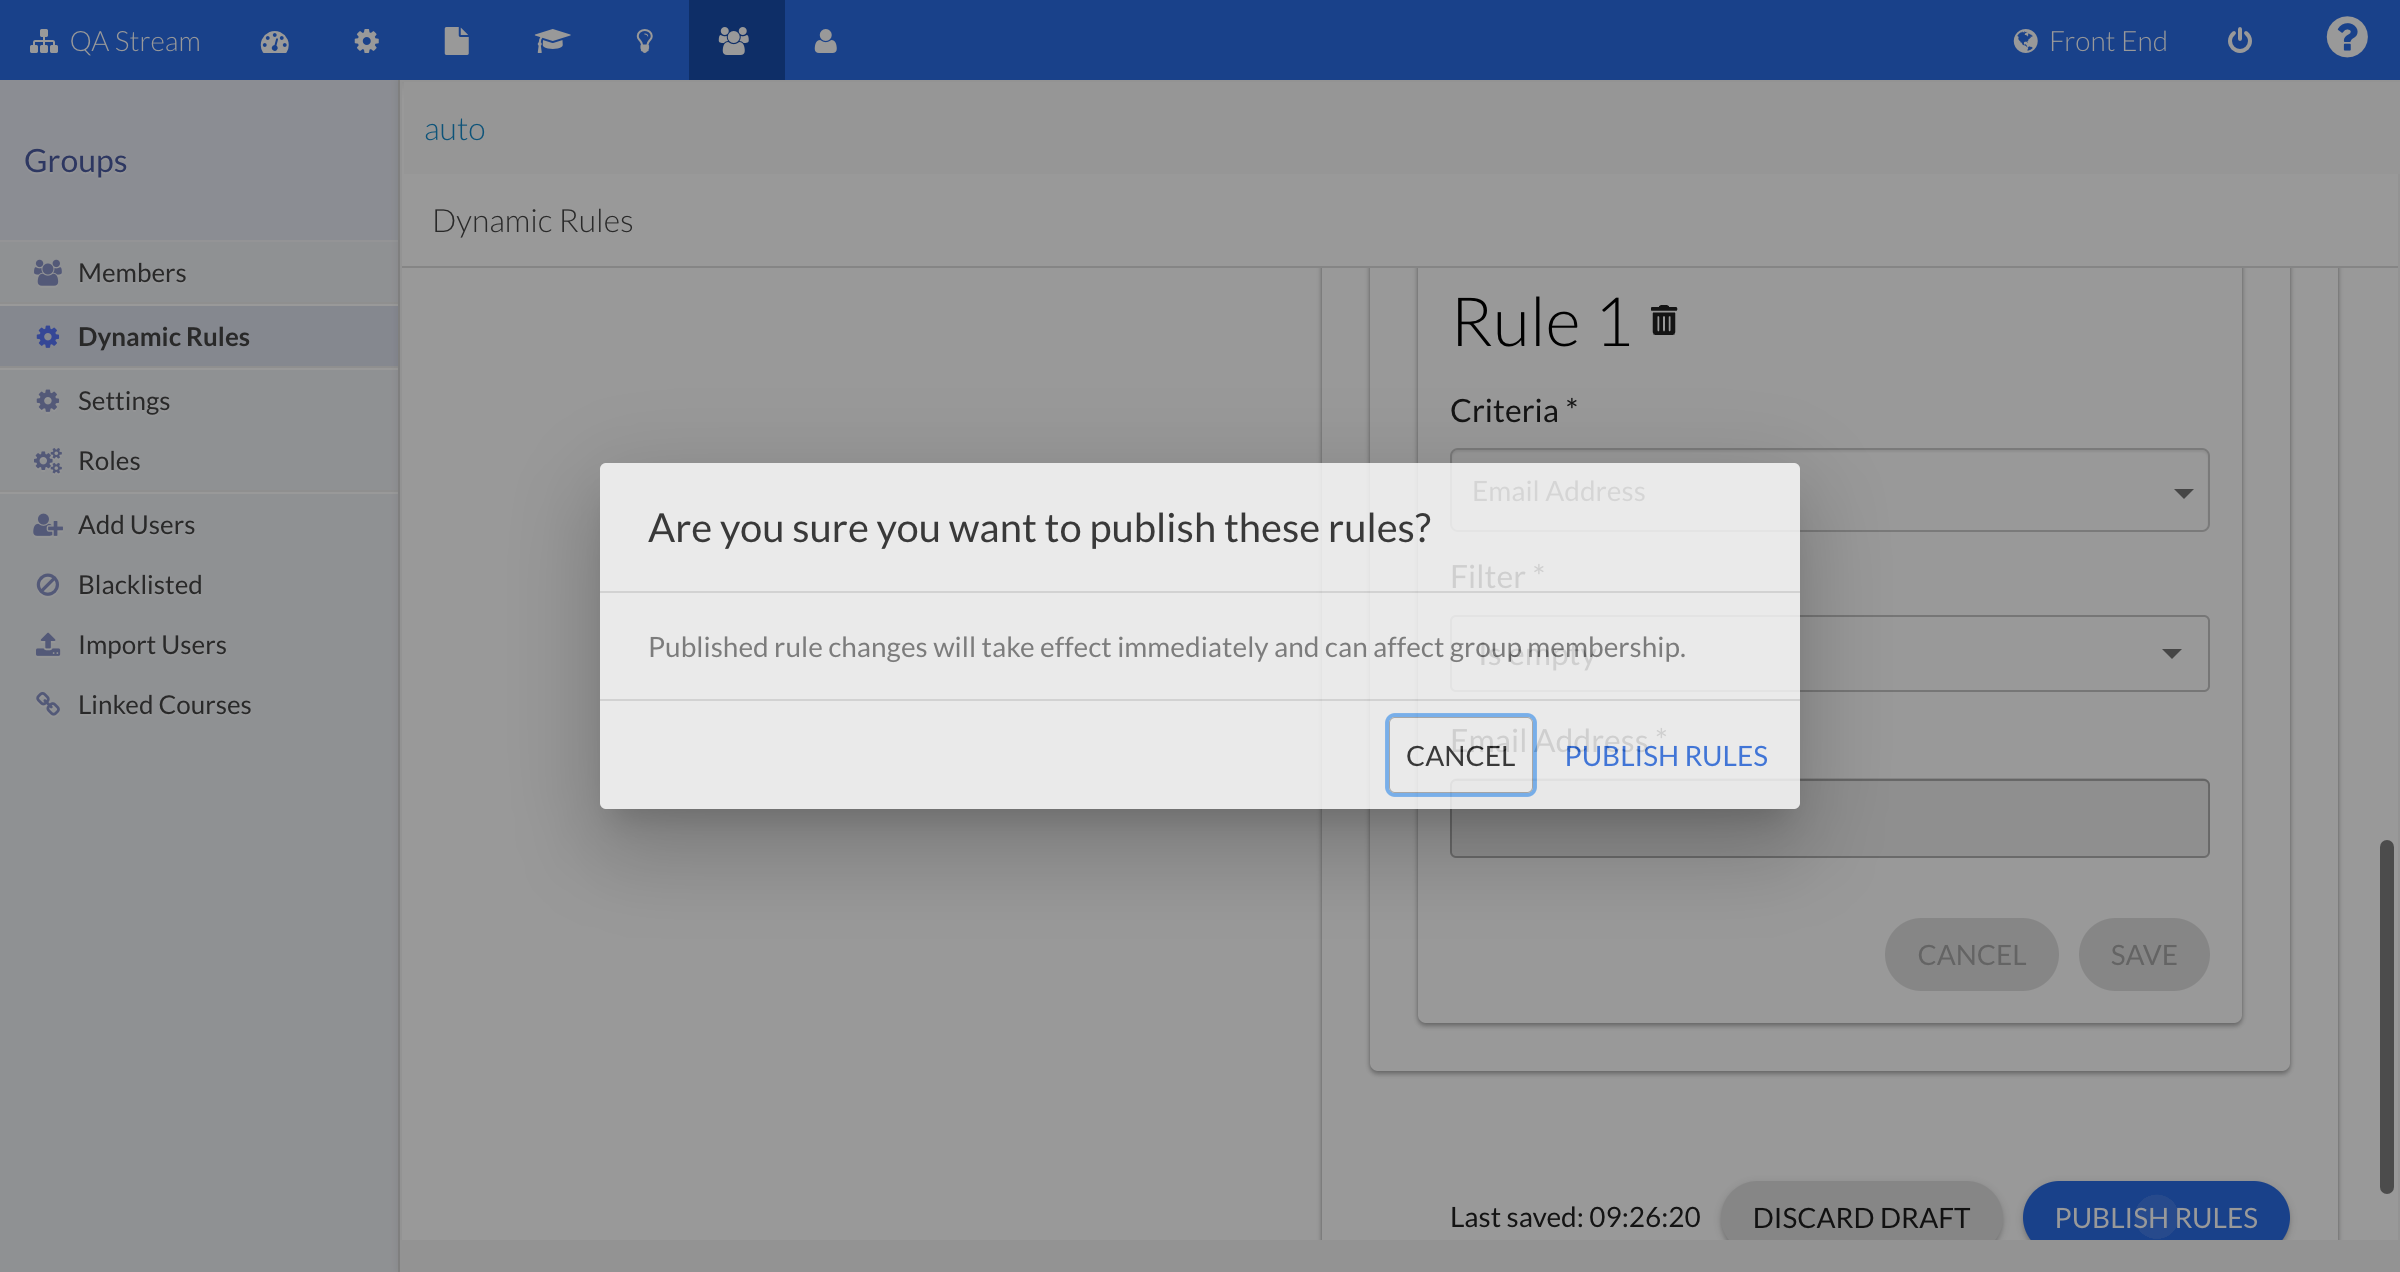 QA Stream
Front End
auto
Groups
Dynamic Rules
Members
Dynamic Rules
Settings
Roles
Add Users
Blacklisted
Import Users
Linked Courses
Rule 1
Criteria *
Email Address
Are you sure you want to publish these rules?
Filter *
Published rule changes will take effect immediately and can affect group membership.
Is empty
Email Address *
CANCEL PUBLISH RULES
CANCEL SAVE
Last saved: 09:26:20 DISCARD DRAFT PUBLISH RULES